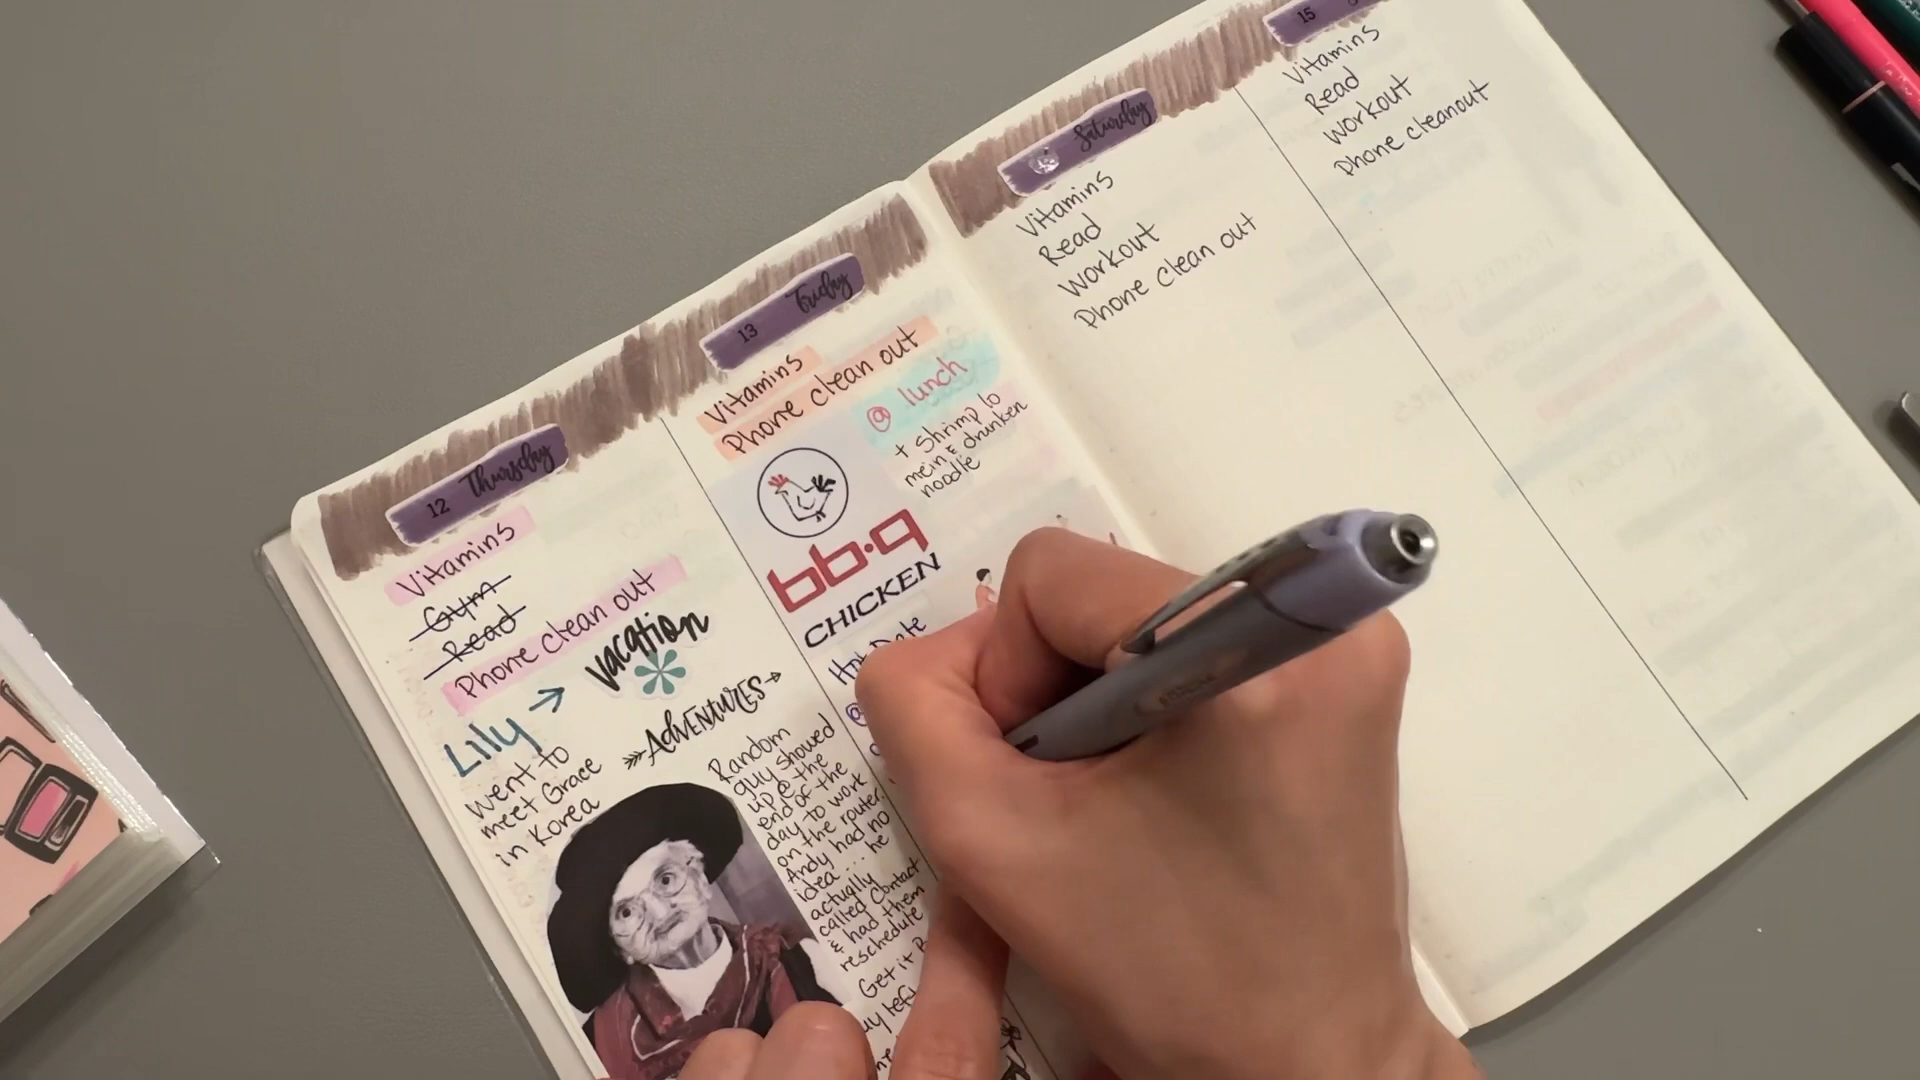 12 Thursday
Vitamins
Gym
Read
Phone clean out
Lily → vacation
went to
meet Grace
in Korea
ADVENTURES
Random
guy showed
up @ the
end of the
day to work
on the router,
Andy had no
idea... he
actually
called Contact
& had them
reschedule
Get it
13 Friday
Vitamins
Phone clean out
@ lunch
+ Shrimp lo
mein & drunken
noodle
bb.q
CHICKEN
Date
@
Saturday
Vitamins
Read
Workout
Phone clean out
15
Vitamins
Read
Workout
Phone cleanout